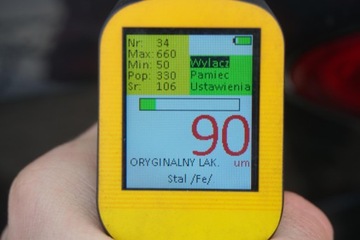 Nr: 34
Max: 660
Min: 50
Pop: 330
Sr: 106
Wylacz
Pamiec
Ustawienia
90
um
ORYGINALNY LAK.
Stal /Fe/